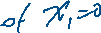 of x₁=0